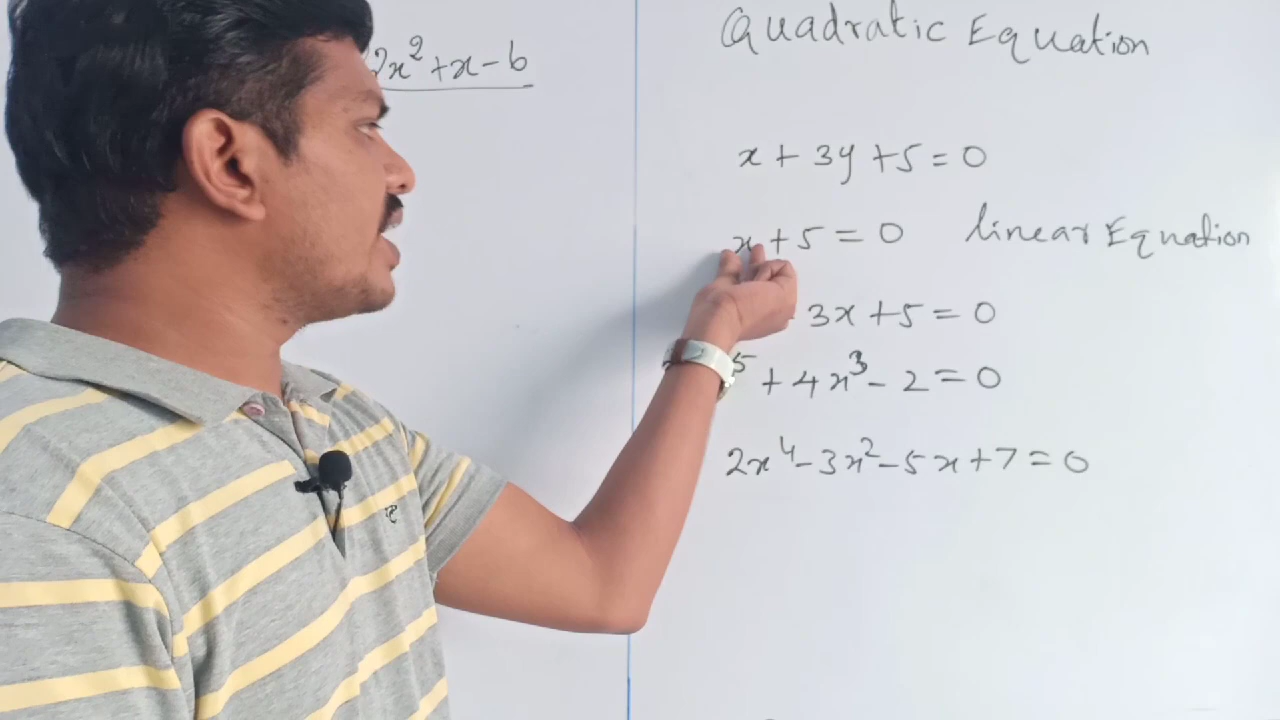 2x²+x-6
Quadratic Equation
x + 3y + 5 = 0
x + 5 = 0 linear Equation
3x + 5 = 0
⁵ + 4x³ - 2 = 0
2x⁴ - 3x² - 5x + 7 = 0